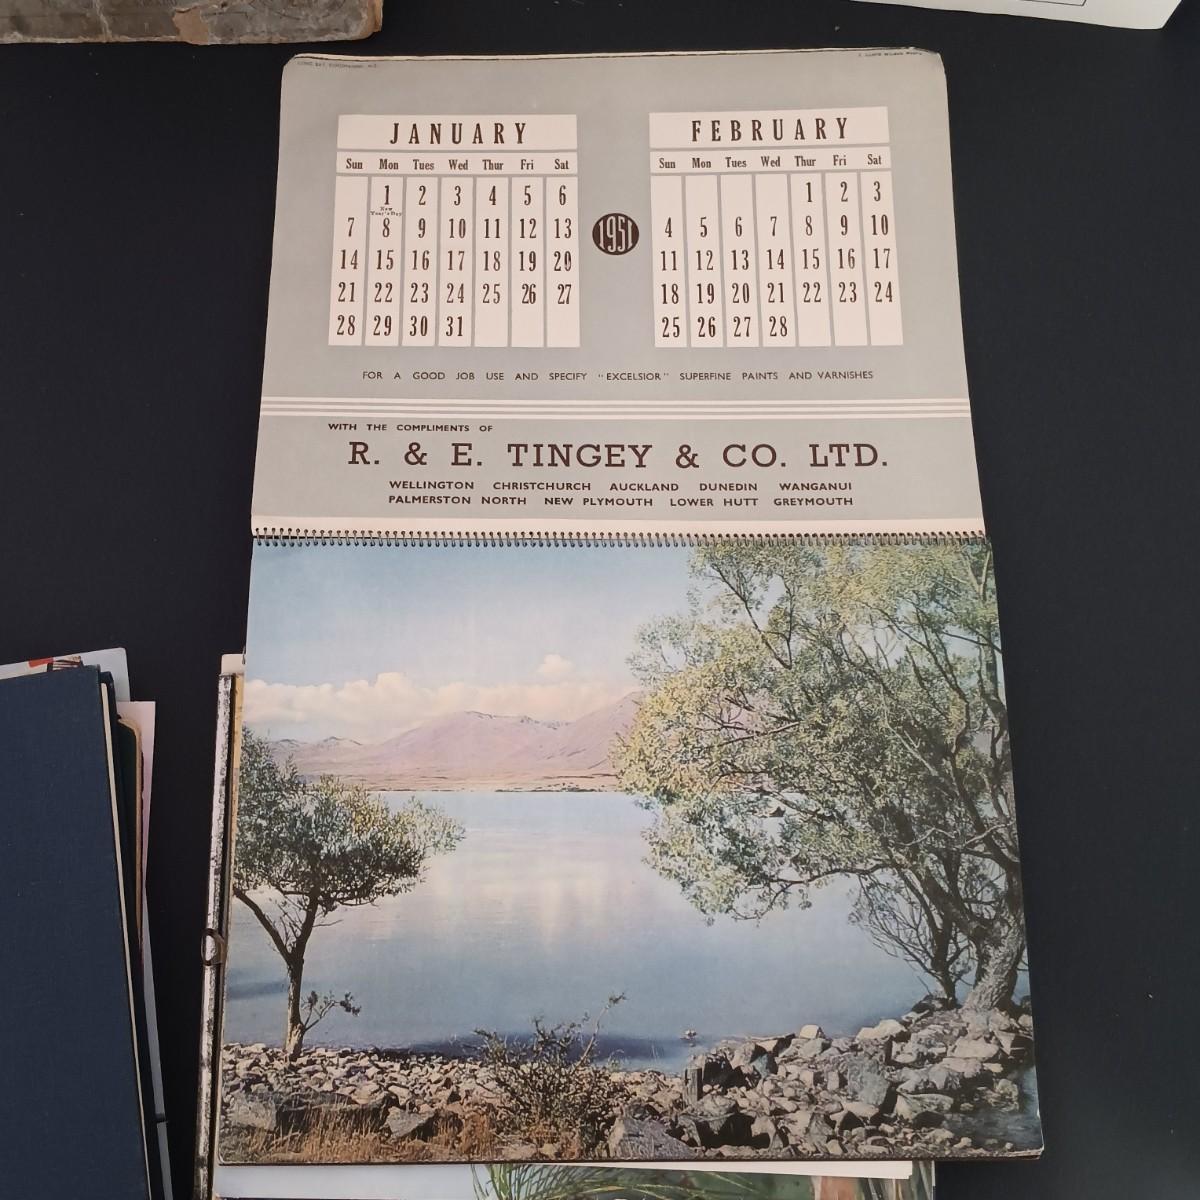 JANUARY
Sun Mon Tues Wed Thur Fri Sat
1 2 3 4 5 6
New Year's Day
7 8 9 10 11 12 13
14 15 16 17 18 19 20
21 22 23 24 25 26 27
28 29 30 31
1951
FEBRUARY
Sun Mon Tues Wed Thur Fri Sat
1 2 3
4 5 6 7 8 9 10
11 12 13 14 15 16 17
18 19 20 21 22 23 24
25 26 27 28
FOR A GOOD JOB USE AND SPECIFY "EXCELSIOR" SUPERFINE PAINTS AND VARNISHES
WITH THE COMPLIMENTS OF
R. & E. TINGEY & CO. LTD.
WELLINGTON CHRISTCHURCH AUCKLAND DUNEDIN WANGANUI
PALMERSTON NORTH NEW PLYMOUTH LOWER HUTT GREYMOUTH